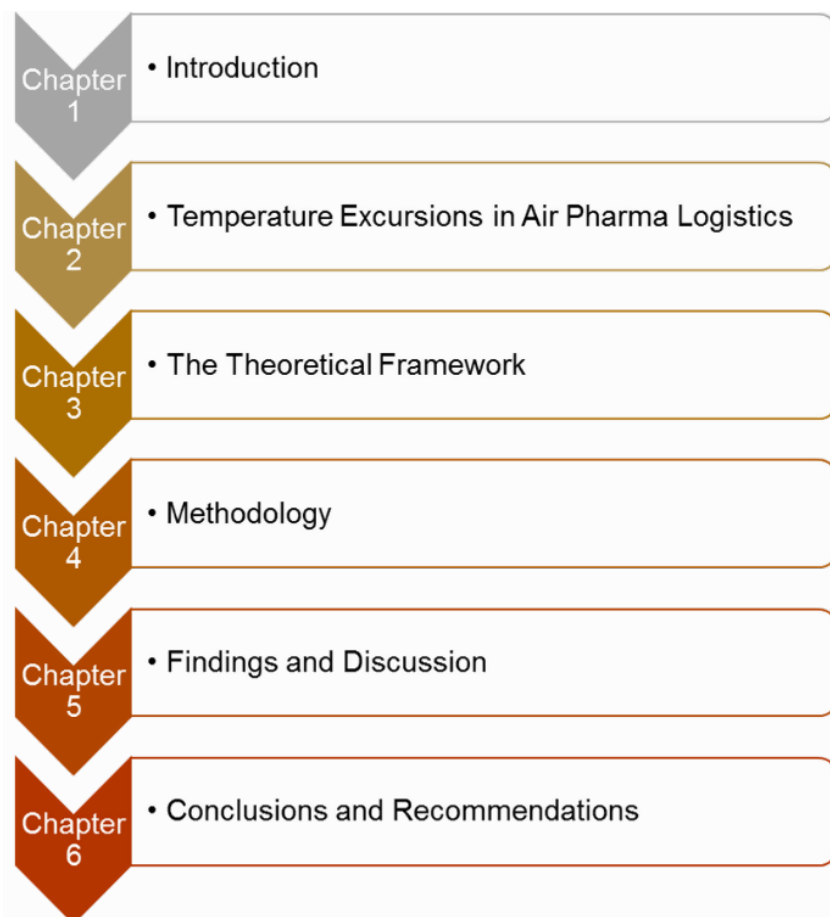 Chapter
1
• Introduction
Chapter
2
• Temperature Excursions in Air Pharma Logistics
Chapter
3
• The Theoretical Framework
Chapter
4
• Methodology
Chapter
5
• Findings and Discussion
Chapter
6
• Conclusions and Recommendations